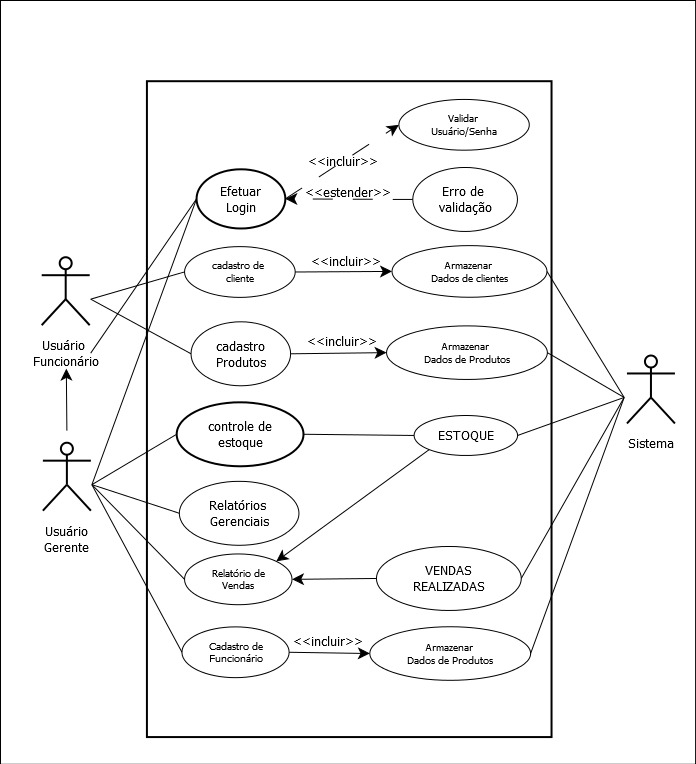 Validar
Usuário/Senha
<<incluir>>
Efetuar
Login
<<estender>>
Erro de
validação
cadastro de
cliente
<<incluir>>
Armazenar
Dados de clientes
Usuário
Funcionário
cadastro
Produtos
<<incluir>>
Armazenar
Dados de Produtos
Sistema
controle de
estoque
ESTOQUE
Usuário
Gerente
Relatórios
Gerenciais
Relatório de
Vendas
VENDAS
REALIZADAS
Cadastro de
Funcionário
<<incluir>>
Armazenar
Dados de Produtos